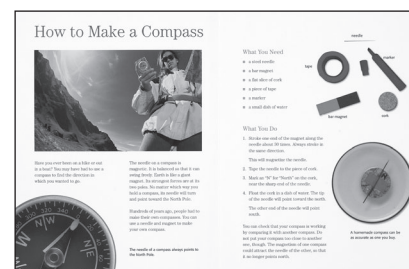 How to Make a Compass
Have you ever been on a hike or out
in a boat? You may have had to use a
compass to find the direction in
which you wanted to go.
The needle on a compass is
magnetic. It is balanced so that it can
swing freely. Earth is like a giant
magnet. Its strongest forces are at its
two poles. No matter which way you
hold a compass, its needle will turn
and point toward the North Pole.
Hundreds of years ago, people had to
make their own compasses. You can
use a needle and magnet to make
your own compass.
The needle of a compass always points to
the North Pole.
NW
N
W
What You Need
a steel needle
a bar magnet
a flat slice of cork
a piece of tape
a marker
a small dish of water
needle
tape
marker
bar magnet
cork
What You Do
1. Stroke one end of the magnet along the
needle about 30 times. Always stroke in
the same direction.
This will magnetize the needle.
2. Tape the needle to the piece of cork.
3. Mark an "N" for "North" on the cork,
near the sharp end of the needle.
4. Float the cork in a dish of water. The tip
of the needle will point toward the north.
The other end of the needle will point
south.
You can check that your compass is working
by comparing it with another compass. Do
not put your compass too close to another
one, though. The magnetism of one compass
could attract the needle of the other, so that
it no longer points north.
A homemade compass can be
as accurate as one you buy.